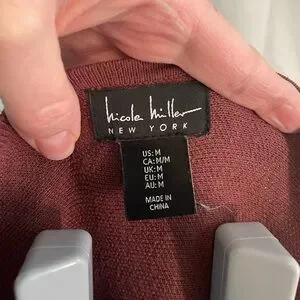 nicole miller
NEW YORK
US: M
CA: M/M
UK: M
EU: M
AU: M
MADE IN
CHINA